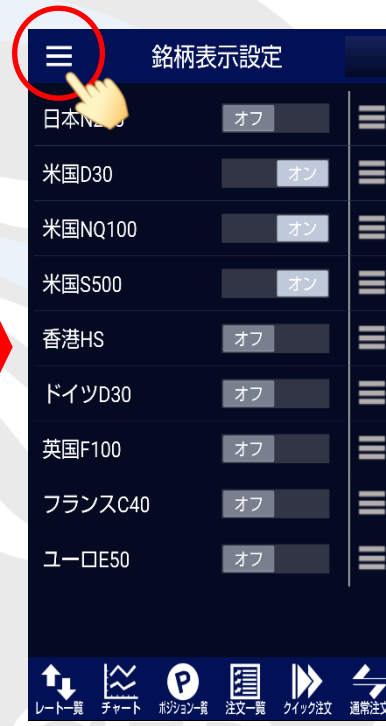 銘柄表示設定
日本N225 オフ
米国D30 オン
米国NQ100 オン
米国S500 オン
香港HS オフ
ドイツD30 オフ
英国F100 オフ
フランスC40 オフ
ユーロE50 オフ
レート一覧 チャート ポジション一覧 注文一覧 クイック注文 通常注文